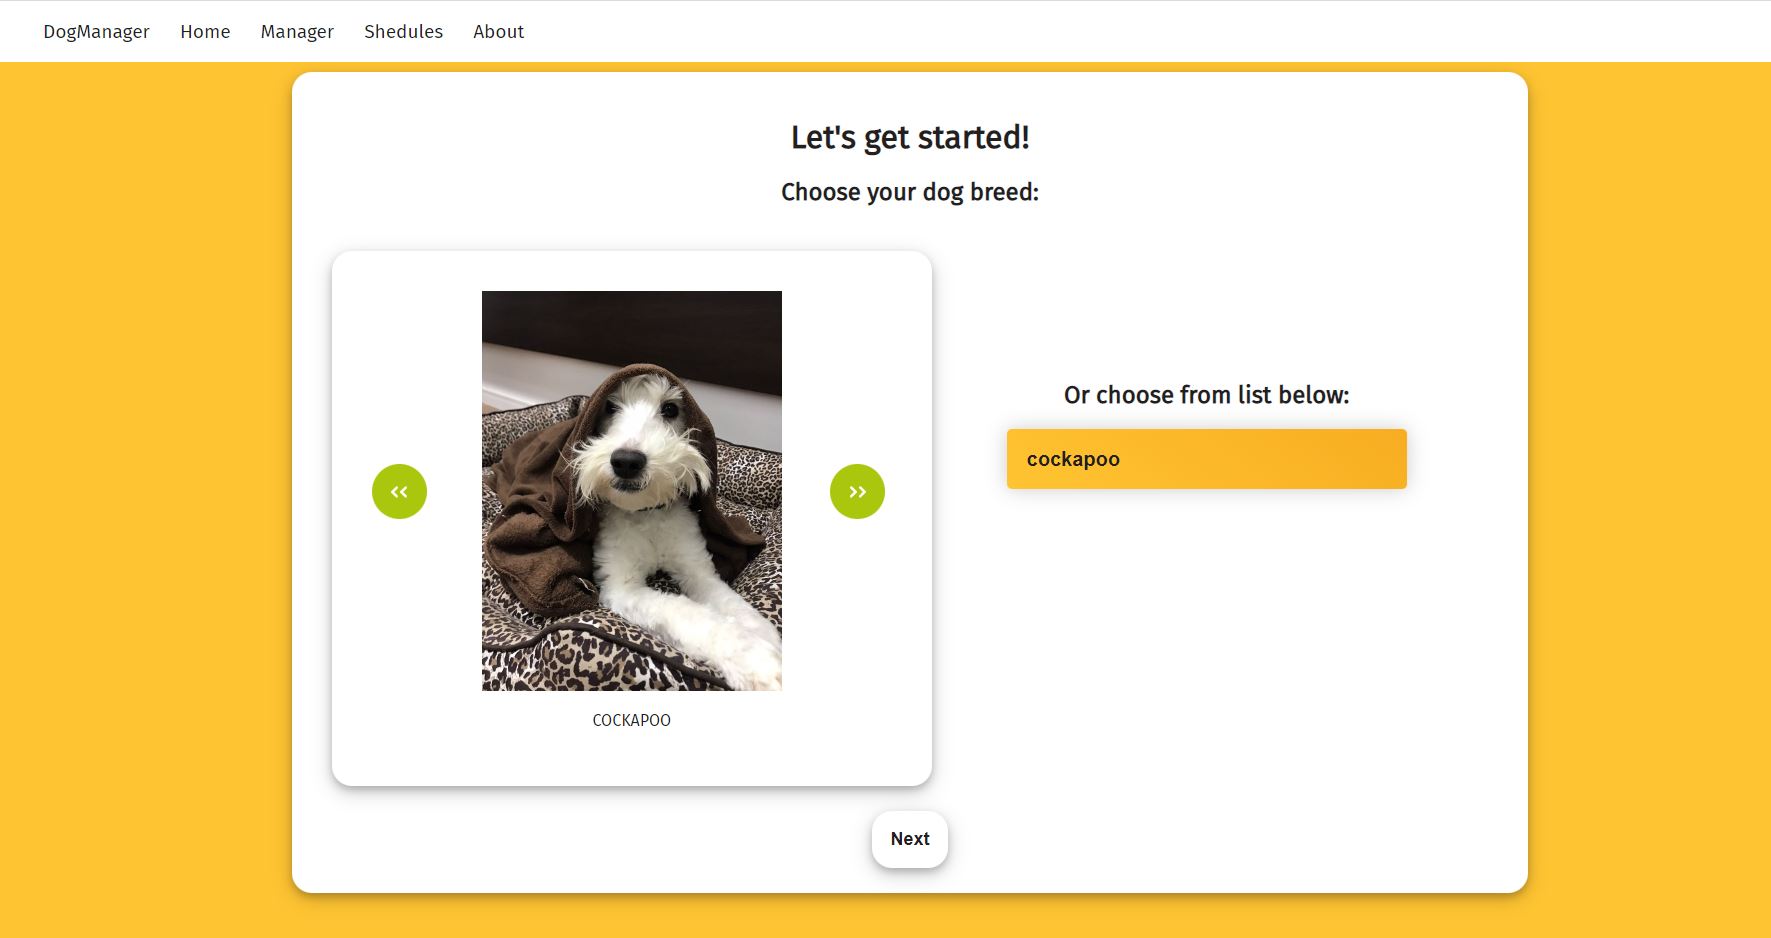 DogManager Home Manager Shedules About
Let's get started!
Choose your dog breed:
<< >>
COCKAPOO
Or choose from list below:
cockapoo
Next